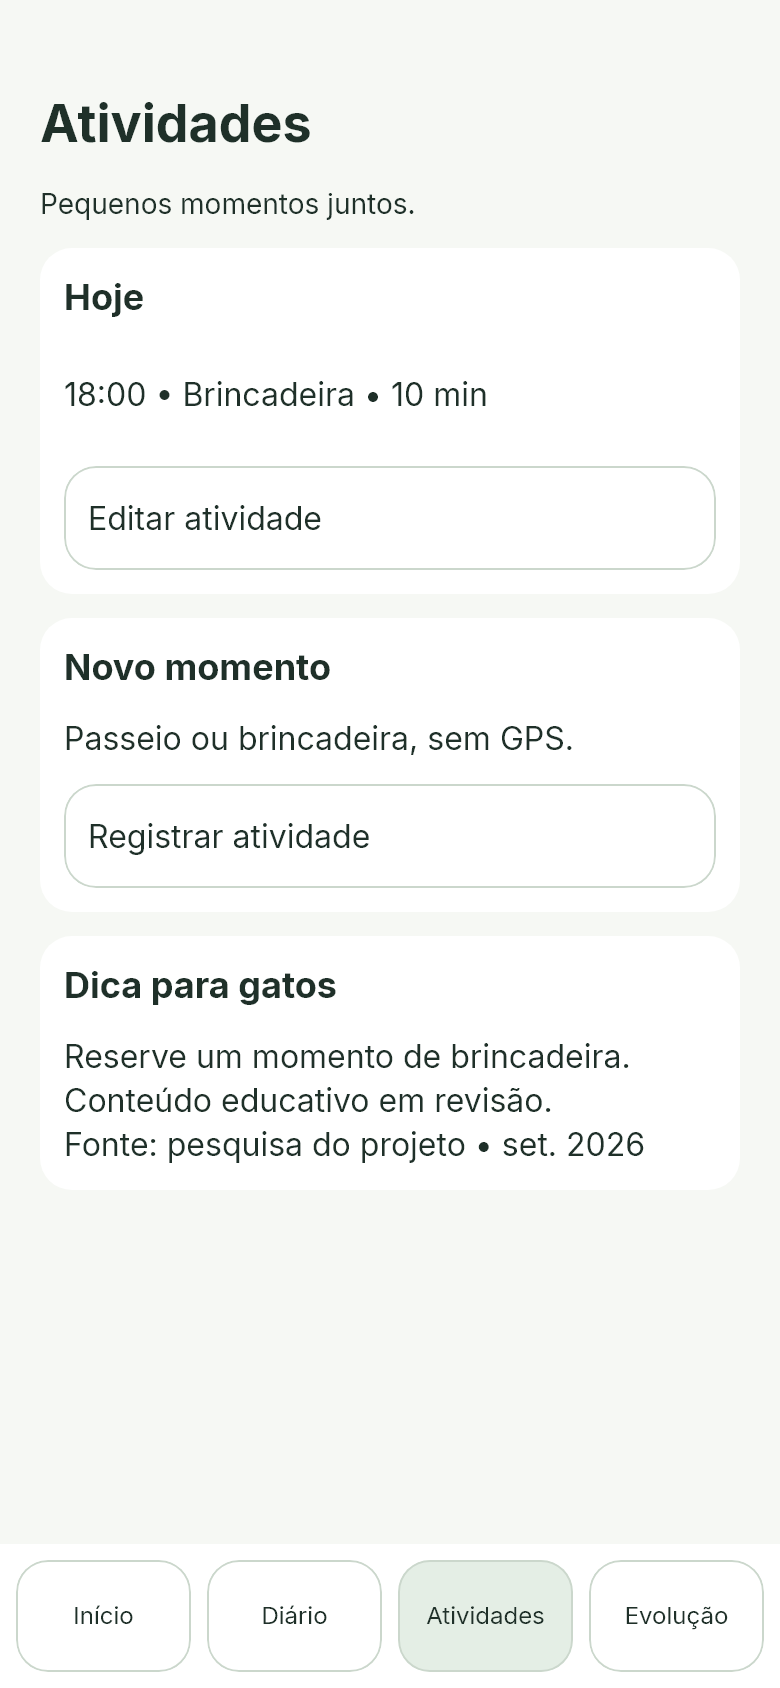 Atividades
Pequenos momentos juntos.
Hoje
18:00 • Brincadeira • 10 min
Editar atividade
Novo momento
Passeio ou brincadeira, sem GPS.
Registrar atividade
Dica para gatos
Reserve um momento de brincadeira.
Conteúdo educativo em revisão.
Fonte: pesquisa do projeto • set. 2026
Início
Diário
Atividades
Evolução